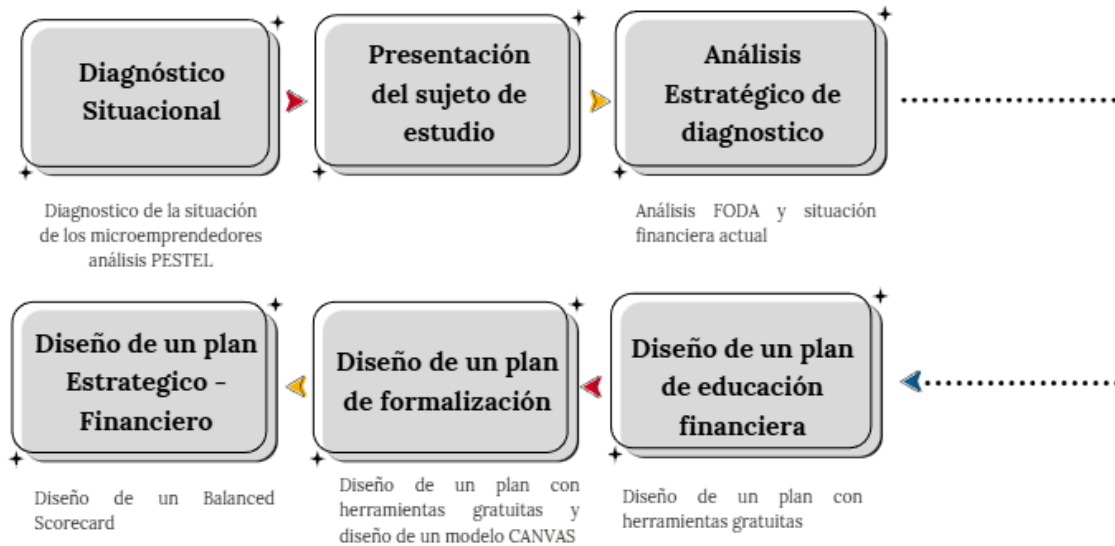 Diagnóstico
Situacional
Presentación
del sujeto de
estudio
Análisis
Estratégico de
diagnostico
Diagnostico de la situación
de los microemprendedores
análisis PESTEL
Análisis FODA y situación
financiera actual
Diseño de un plan
Estrategico -
Financiero
Diseño de un plan
de formalización
Diseño de un plan
de educación
financiera
Diseño de un Balanced
Scorecard
Diseño de un plan con
herramientas gratuitas y
diseño de un modelo CANVAS
Diseño de un plan con
herramientas gratuitas